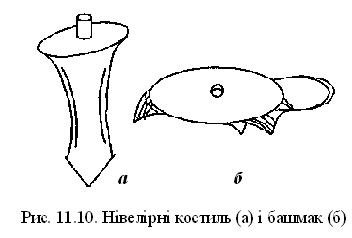 а
б
Рис. 11.10. Нівелірні костиль (а) і башмак (б)